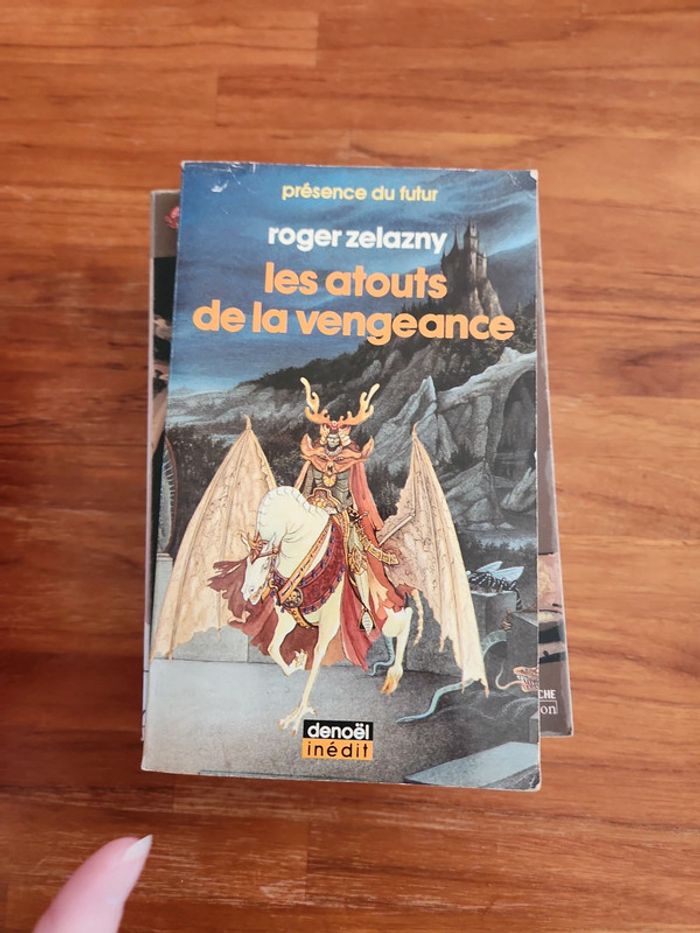 présence du futur
roger zelazny
les atouts
de la vengeance
denoël
inédit